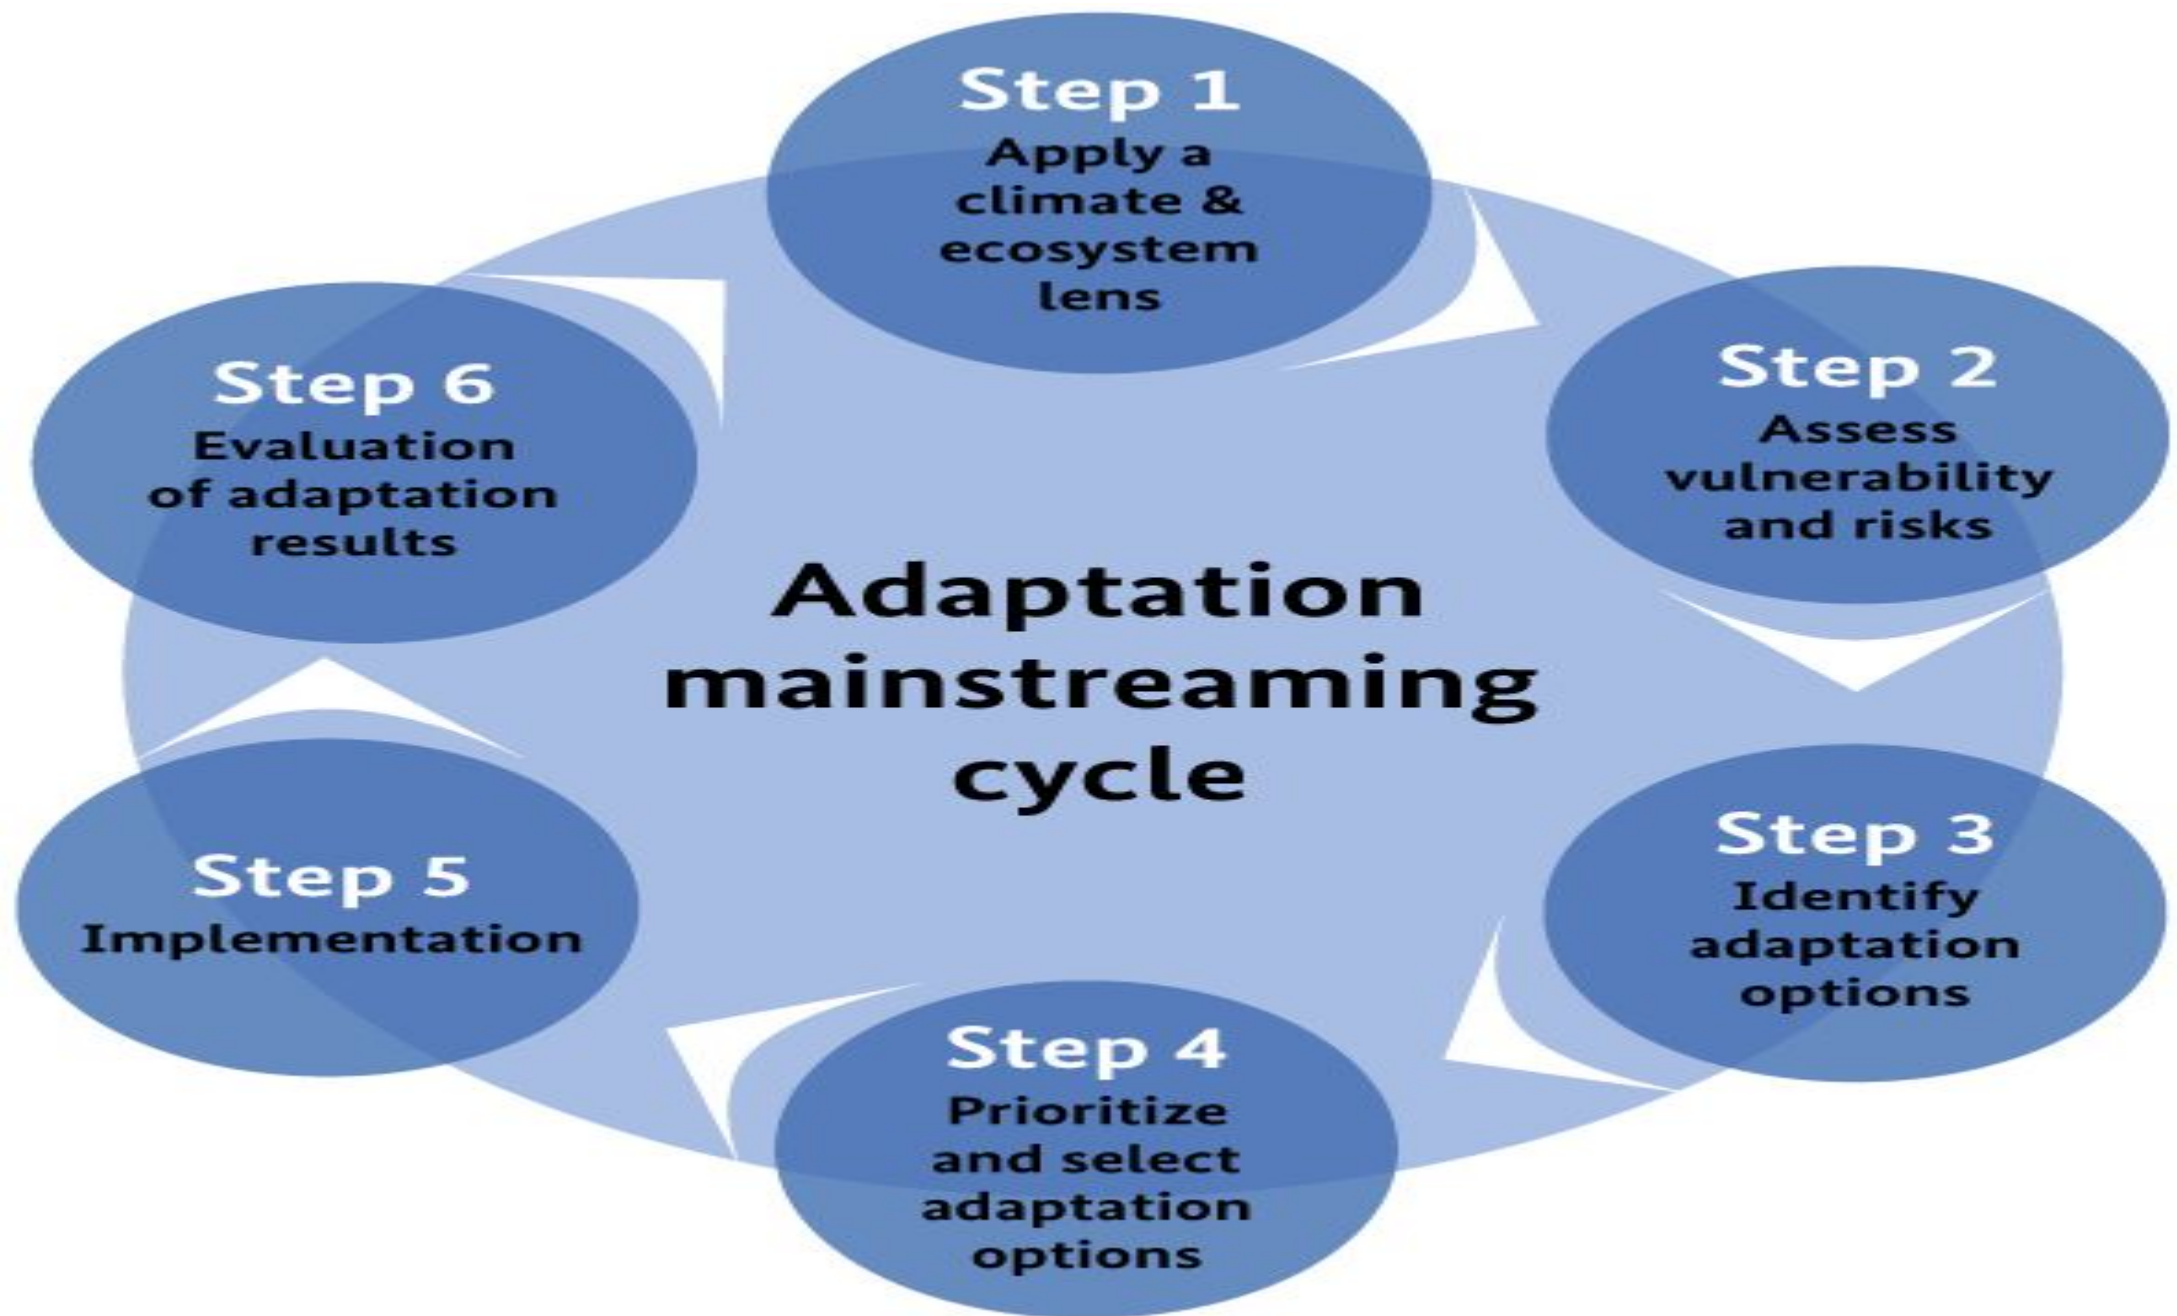 Step 1
Apply a
climate &
ecosystem
lens
Step 2
Assess
vulnerability
and risks
Step 3
Identify
adaptation
options
Step 4
Prioritize
and select
adaptation
options
Step 5
Implementation
Step 6
Evaluation
of adaptation
results
Adaptation
mainstreaming
cycle